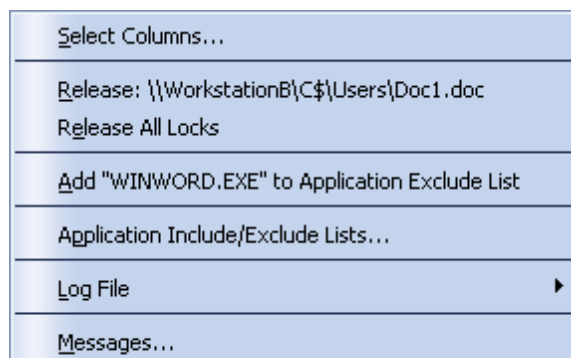 Select Columns...
Release: \\WorkstationB\C$\Users\Doc1.doc
Release All Locks
Add "WINWORD.EXE" to Application Exclude List
Application Include/Exclude Lists...
Log File
Messages...